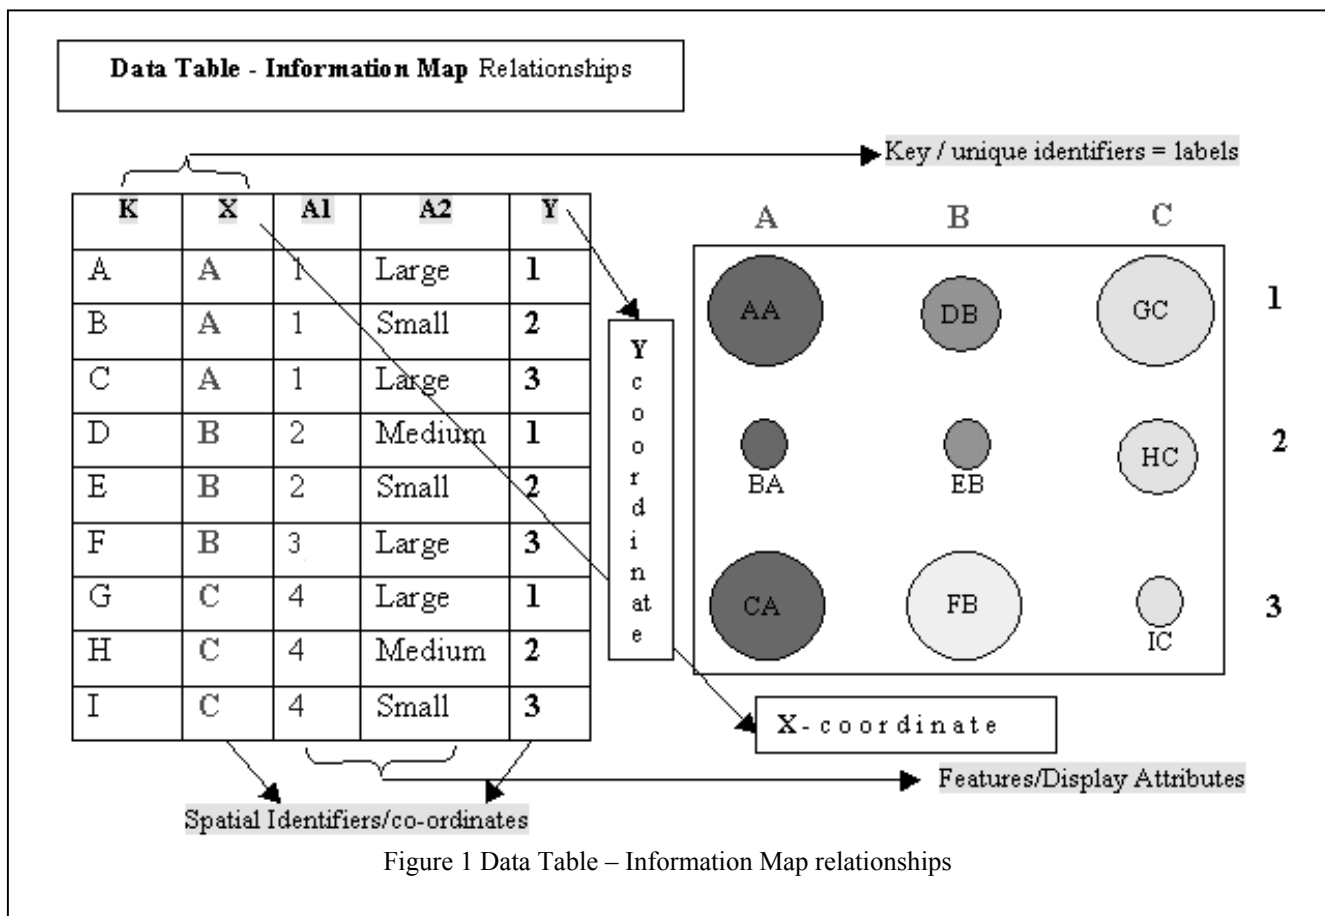 Data Table - Information Map Relationships
Key / unique identifiers = labels
K X A1 A2 Y
A A 1 Large 1
B A 1 Small 2
C A 1 Large 3
D B 2 Medium 1
E B 2 Small 2
F B 3 Large 3
G C 4 Large 1
H C 4 Medium 2
I C 4 Small 3
Y
c
o
o
r
d
i
n
at
e
A B C
AA DB GC 1
BA EB HC 2
CA FB IC 3
X - c o o r d i n a t e
Features/Display Attributes
Spatial Identifiers/co-ordinates
Figure 1 Data Table – Information Map relationships